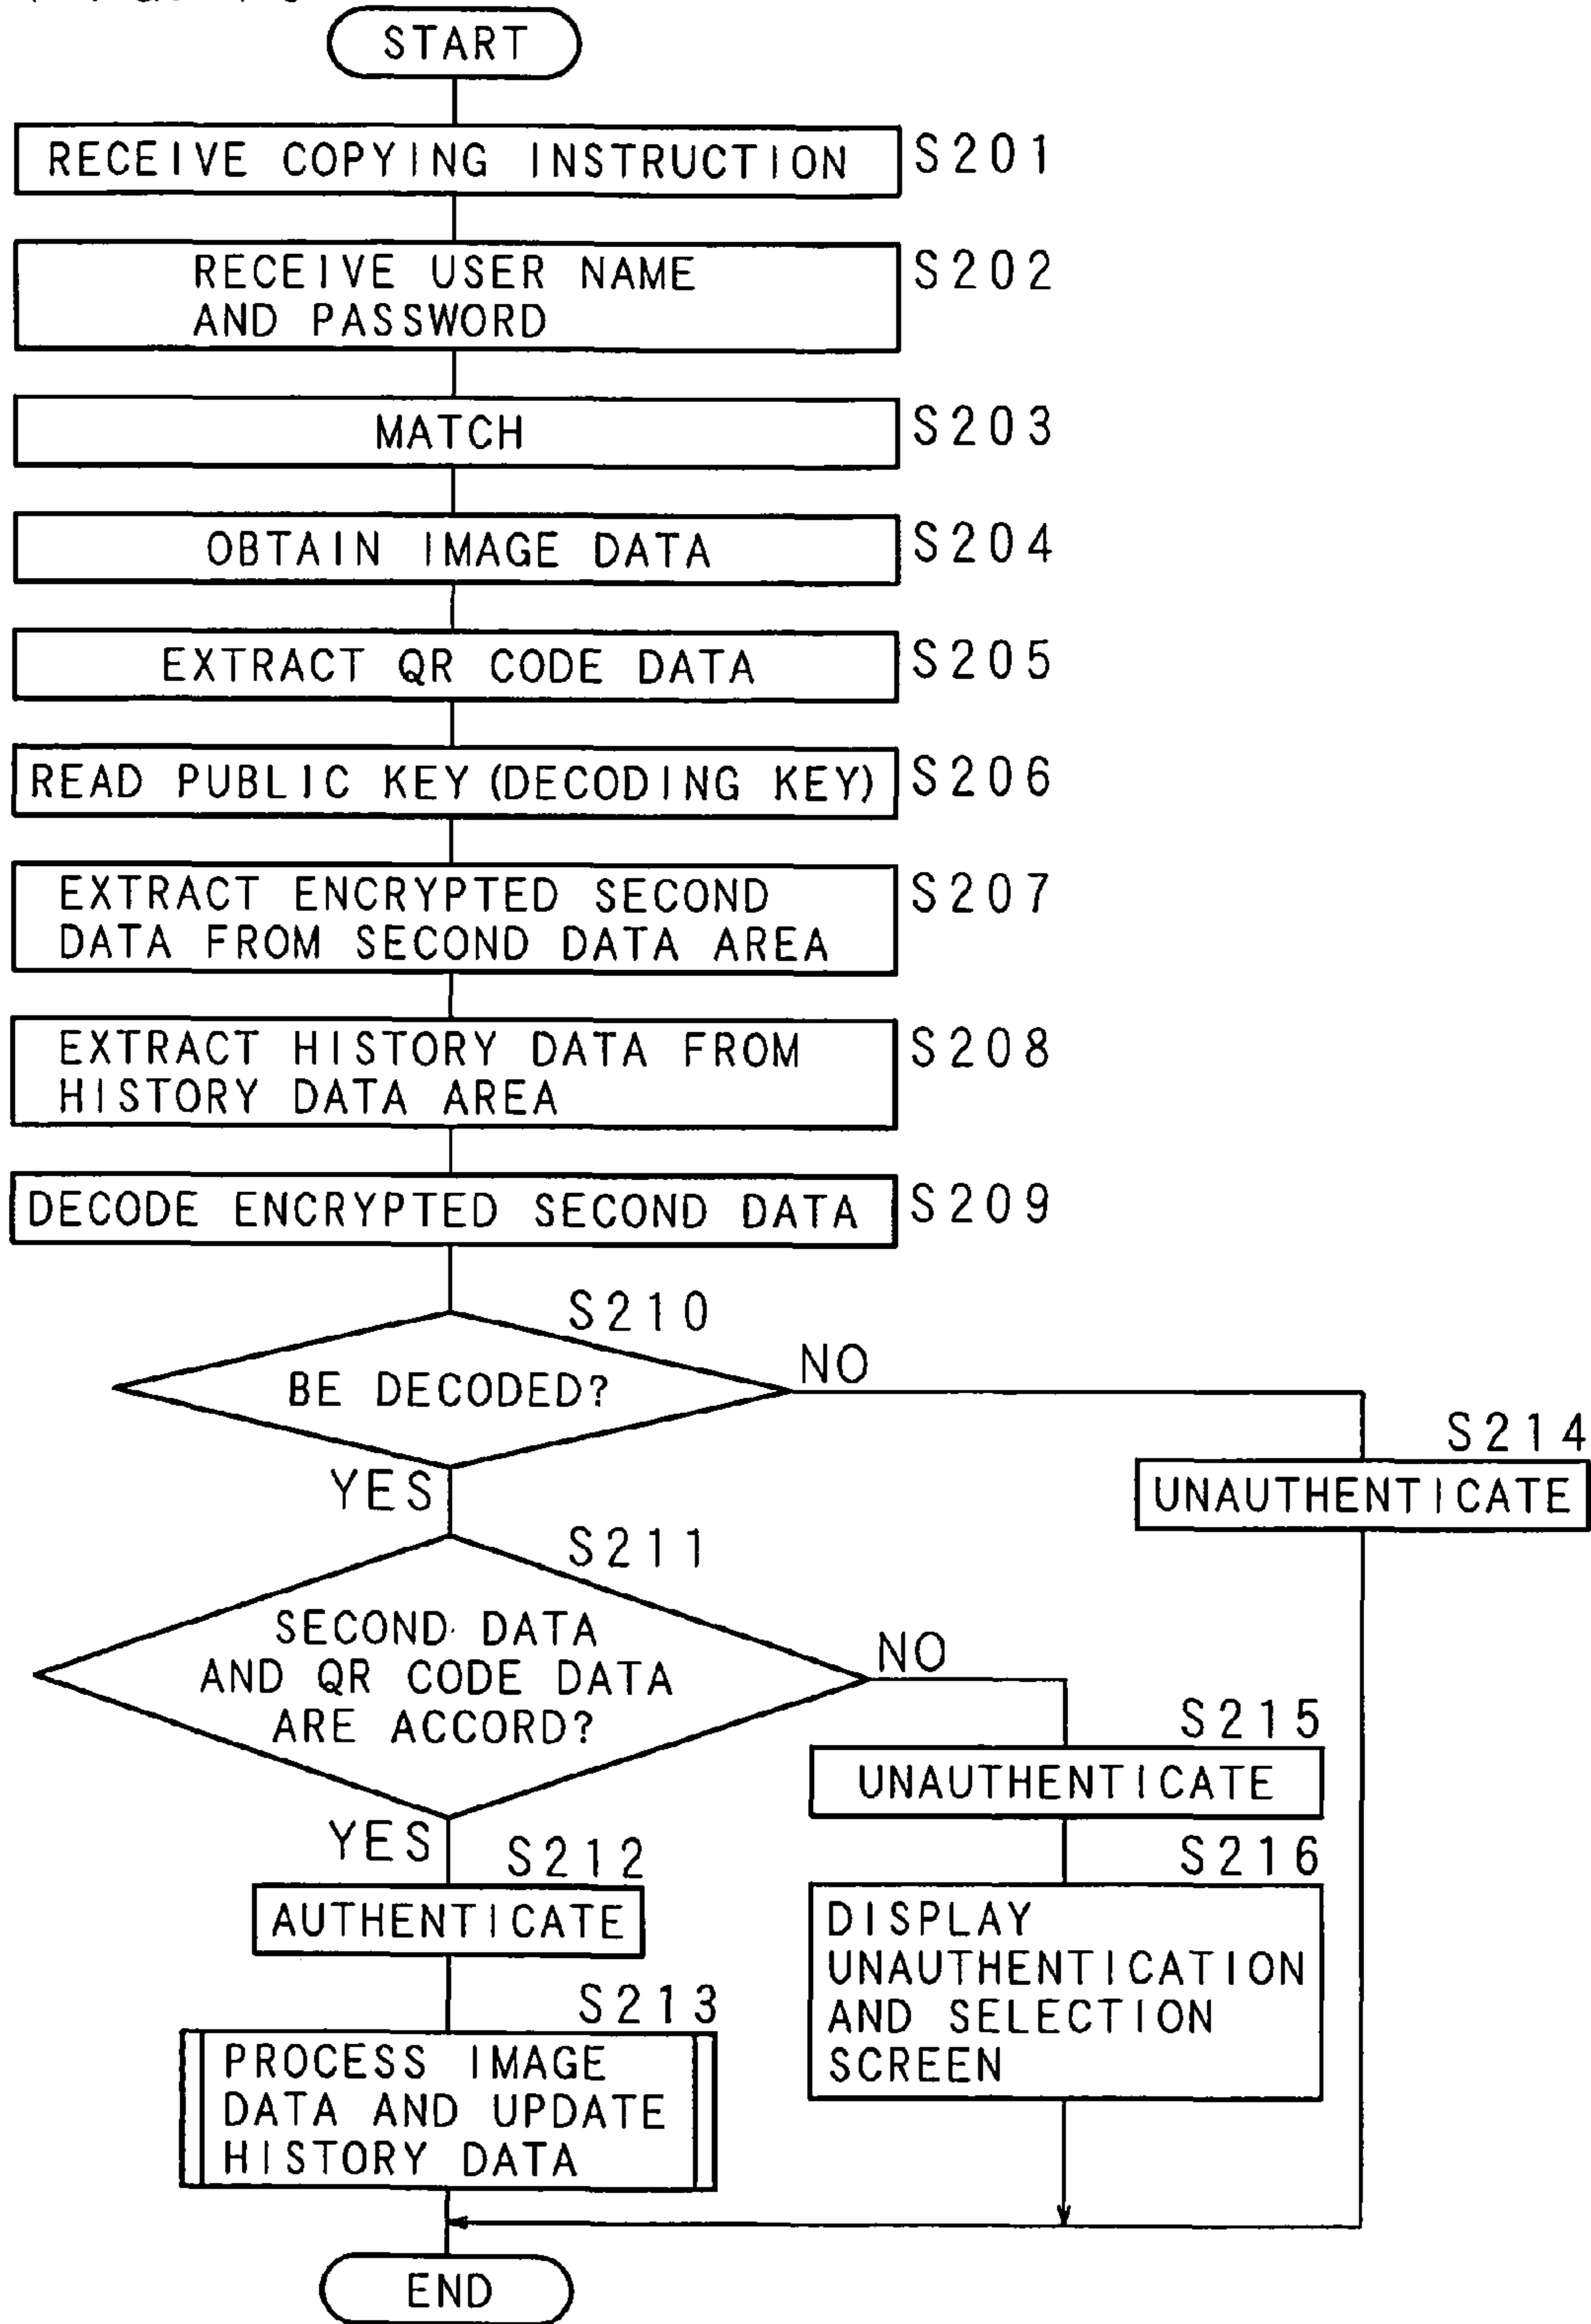 START
RECEIVE COPYING INSTRUCTION S201
RECEIVE USER NAME S202
AND PASSWORD
MATCH S203
OBTAIN IMAGE DATA S204
EXTRACT QR CODE DATA S205
READ PUBLIC KEY (DECODING KEY) S206
EXTRACT ENCRYPTED SECOND S207
DATA FROM SECOND DATA AREA
EXTRACT HISTORY DATA FROM S208
HISTORY DATA AREA
DECODE ENCRYPTED SECOND DATA S209
S210
BE DECODED?
NO
YES
S214
UNAUTHENTICATE
S211
SECOND DATA
AND QR CODE DATA
ARE ACCORD?
NO
YES
S215
UNAUTHENTICATE
S216
DISPLAY
UNAUTHENTICATION
AND SELECTION
SCREEN
S212
AUTHENTICATE
S213
PROCESS IMAGE
DATA AND UPDATE
HISTORY DATA
END